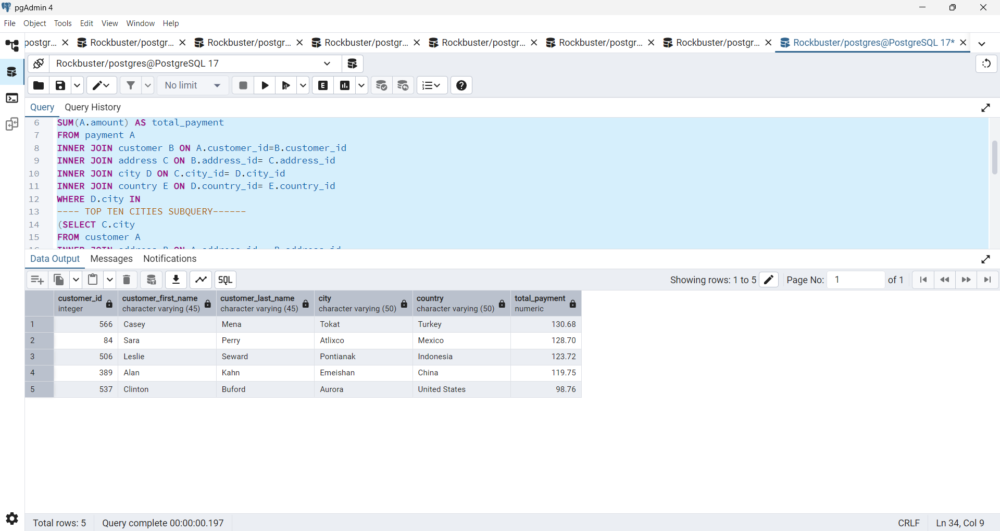 pgAdmin 4
File Object Tools Edit View Window Help
postgr... Rockbuster/postgr... Rockbuster/postgr... Rockbuster/postgr... Rockbuster/postgr... Rockbuster/postgr... Rockbuster/postgr... Rockbuster/postgres@PostgreSQL 17*
Rockbuster/postgres@PostgreSQL 17
No limit E
Query Query History
6 SUM(A.amount) AS total_payment
7 FROM payment A
8 INNER JOIN customer B ON A.customer_id=B.customer_id
9 INNER JOIN address C ON B.address_id= C.address_id
10 INNER JOIN city D ON C.city_id= D.city_id
11 INNER JOIN country E ON D.country_id= E.country_id
12 WHERE D.city IN
13 ---- TOP TEN CITIES SUBQUERY------
14 (SELECT C.city
15 FROM customer A
16 INNER JOIN address B ON A.address_id = B.address_id
Data Output Messages Notifications
SQL Showing rows: 1 to 5 Page No: 1 of 1
customer_id customer_first_name customer_last_name city country total_payment
integer character varying (45) character varying (45) character varying (50) character varying (50) numeric
1 566 Casey Mena Tokat Turkey 130.68
2 84 Sara Perry Atlixco Mexico 128.70
3 506 Leslie Seward Pontianak Indonesia 123.72
4 389 Alan Kahn Emeishan China 119.75
5 537 Clinton Buford Aurora United States 98.76
Total rows: 5 Query complete 00:00:00.197 CRLF Ln 34, Col 9